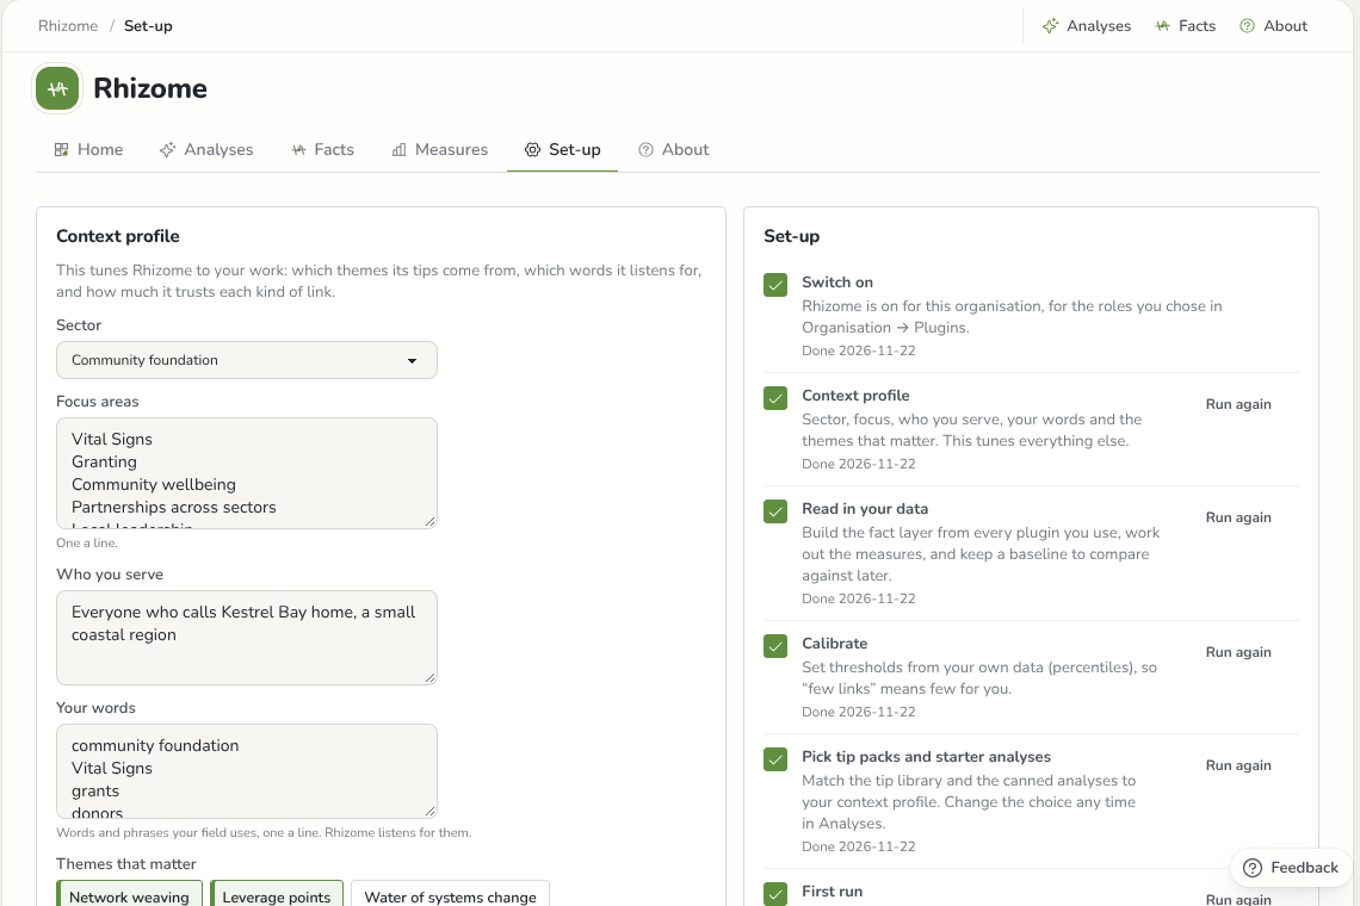 Rhizome / Set-up
Analyses
Facts
About
Rhizome
Home
Analyses
Facts
Measures
Set-up
About
Context profile
This tunes Rhizome to your work: which themes its tips come from, which words it listens for,
and how much it trusts each kind of link.
Sector
Community foundation
Focus areas
Vital Signs
Granting
Community wellbeing
Partnerships across sectors
Local leadership
One a line.
Who you serve
Everyone who calls Kestrel Bay home, a small
coastal region
Your words
community foundation
Vital Signs
grants
donors
Words and phrases your field uses, one a line. Rhizome listens for them.
Themes that matter
Network weaving
Leverage points
Water of systems change
Set-up
Switch on
Rhizome is on for this organisation, for the roles you chose in
Organisation → Plugins.
Done 2026-11-22
Context profile
Run again
Sector, focus, who you serve, your words and the
themes that matter. This tunes everything else.
Done 2026-11-22
Read in your data
Run again
Build the fact layer from every plugin you use, work
out the measures, and keep a baseline to compare
against later.
Done 2026-11-22
Calibrate
Run again
Set thresholds from your own data (percentiles), so
“few links” means few for you.
Done 2026-11-22
Pick tip packs and starter analyses
Run again
Match the tip library and the canned analyses to
your context profile. Change the choice any time
in Analyses.
Done 2026-11-22
First run
Run again
Feedback